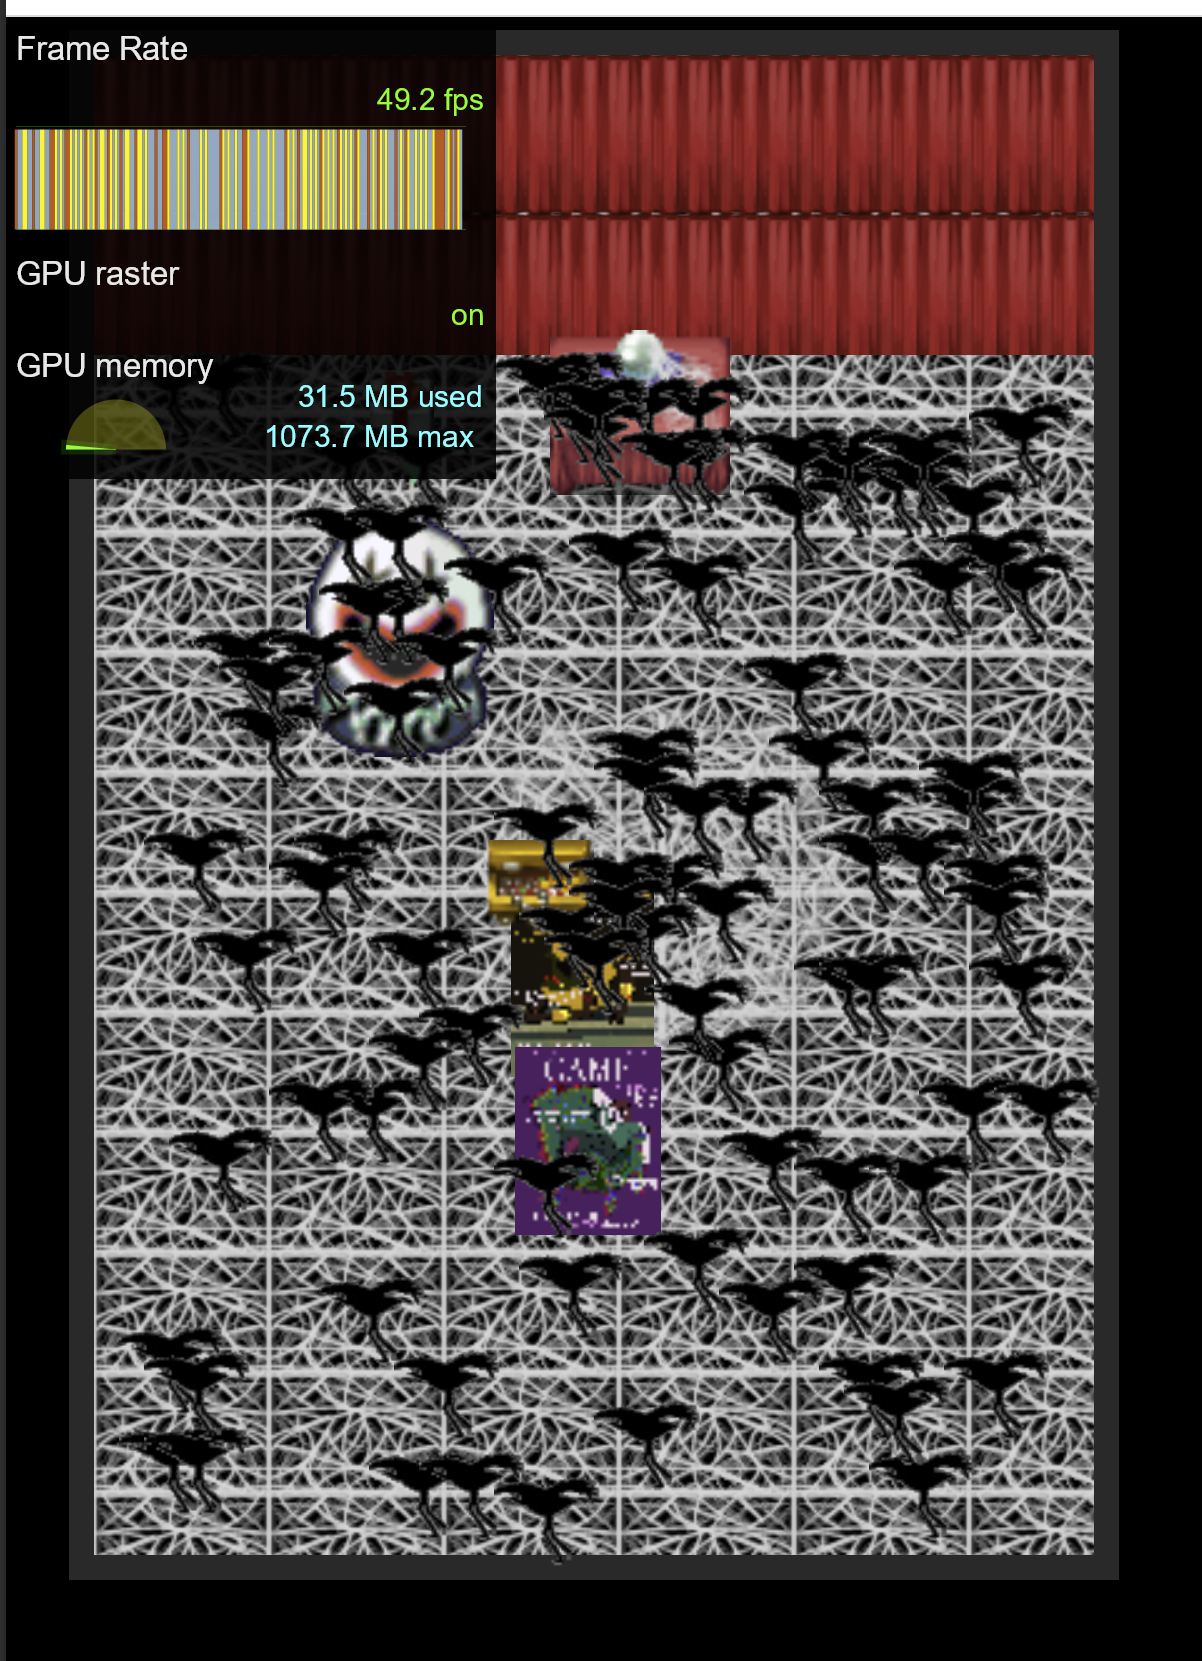 Frame Rate
49.2 fps
GPU raster
on
GPU memory
31.5 MB used
1073.7 MB max
GAME